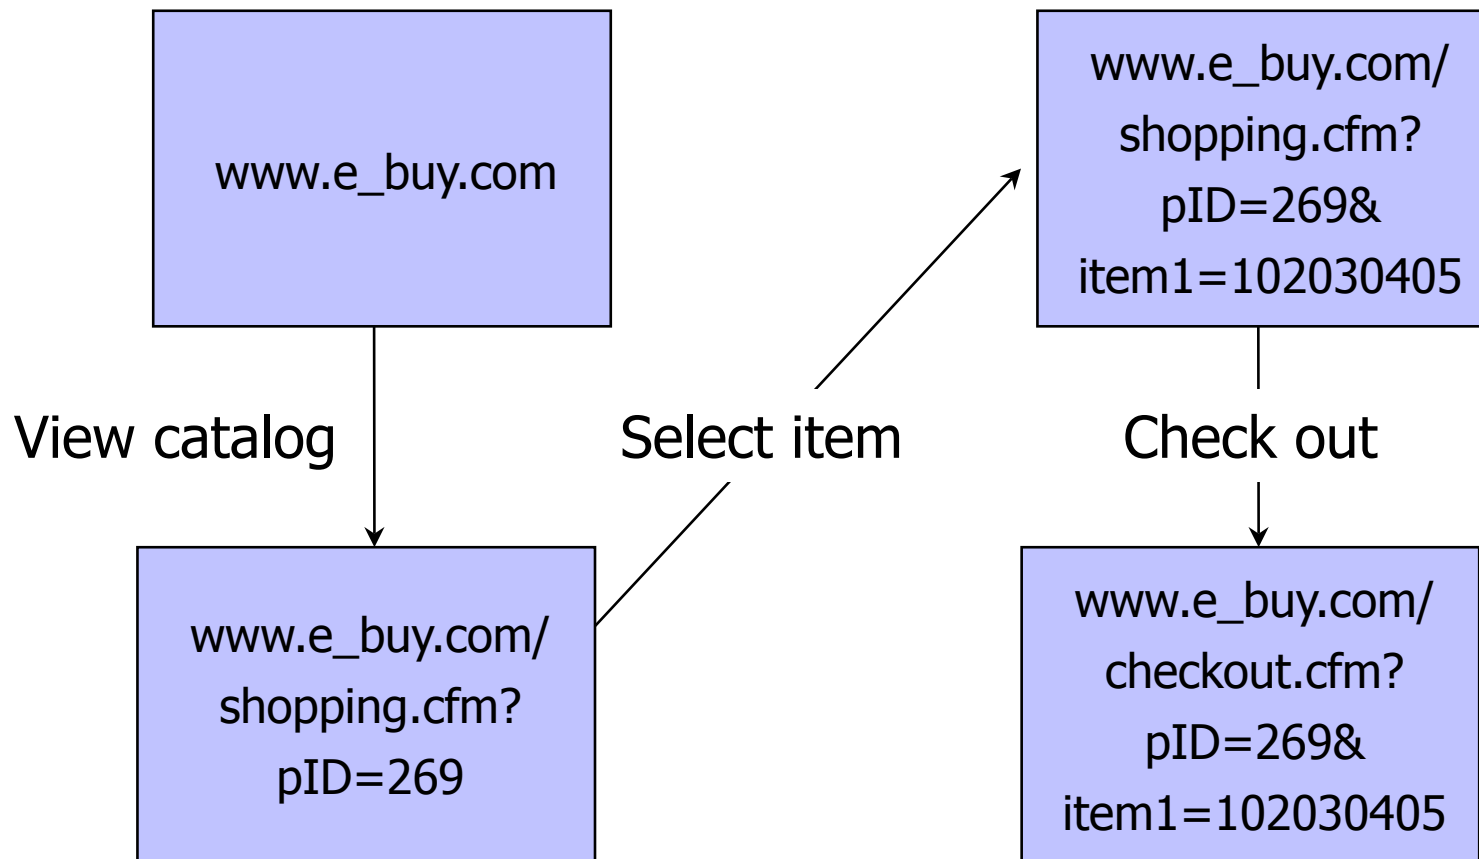 www.e_buy.com
View catalog
www.e_buy.com/
shopping.cfm?
pID=269
Select item
www.e_buy.com/
shopping.cfm?
pID=269&
item1=102030405
Check out
www.e_buy.com/
checkout.cfm?
pID=269&
item1=102030405